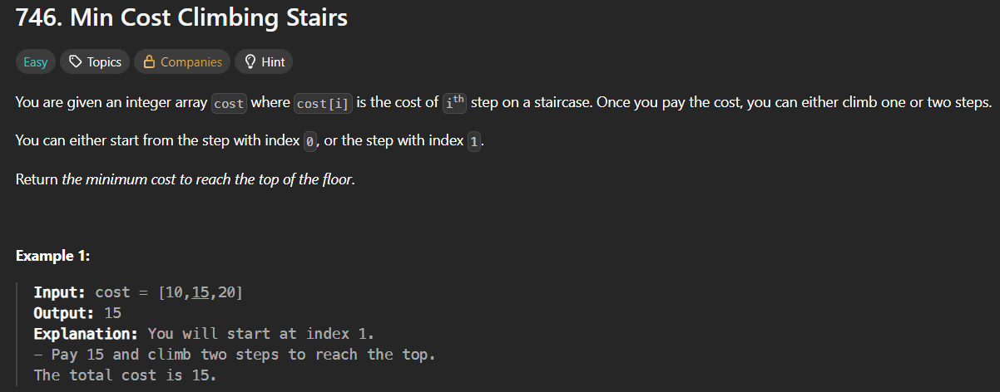 746. Min Cost Climbing Stairs
Easy Topics Companies Hint
You are given an integer array cost where cost[i] is the cost of ith step on a staircase. Once you pay the cost, you can either climb one or two steps.
You can either start from the step with index 0, or the step with index 1.
Return the minimum cost to reach the top of the floor.
Example 1:
Input: cost = [10,15,20]
Output: 15
Explanation: You will start at index 1.
- Pay 15 and climb two steps to reach the top.
The total cost is 15.